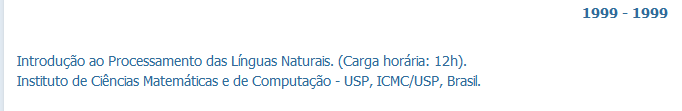 1999 - 1999
Introdução ao Processamento das Línguas Naturais. (Carga horária: 12h).
Instituto de Ciências Matemáticas e de Computação - USP, ICMC/USP, Brasil.